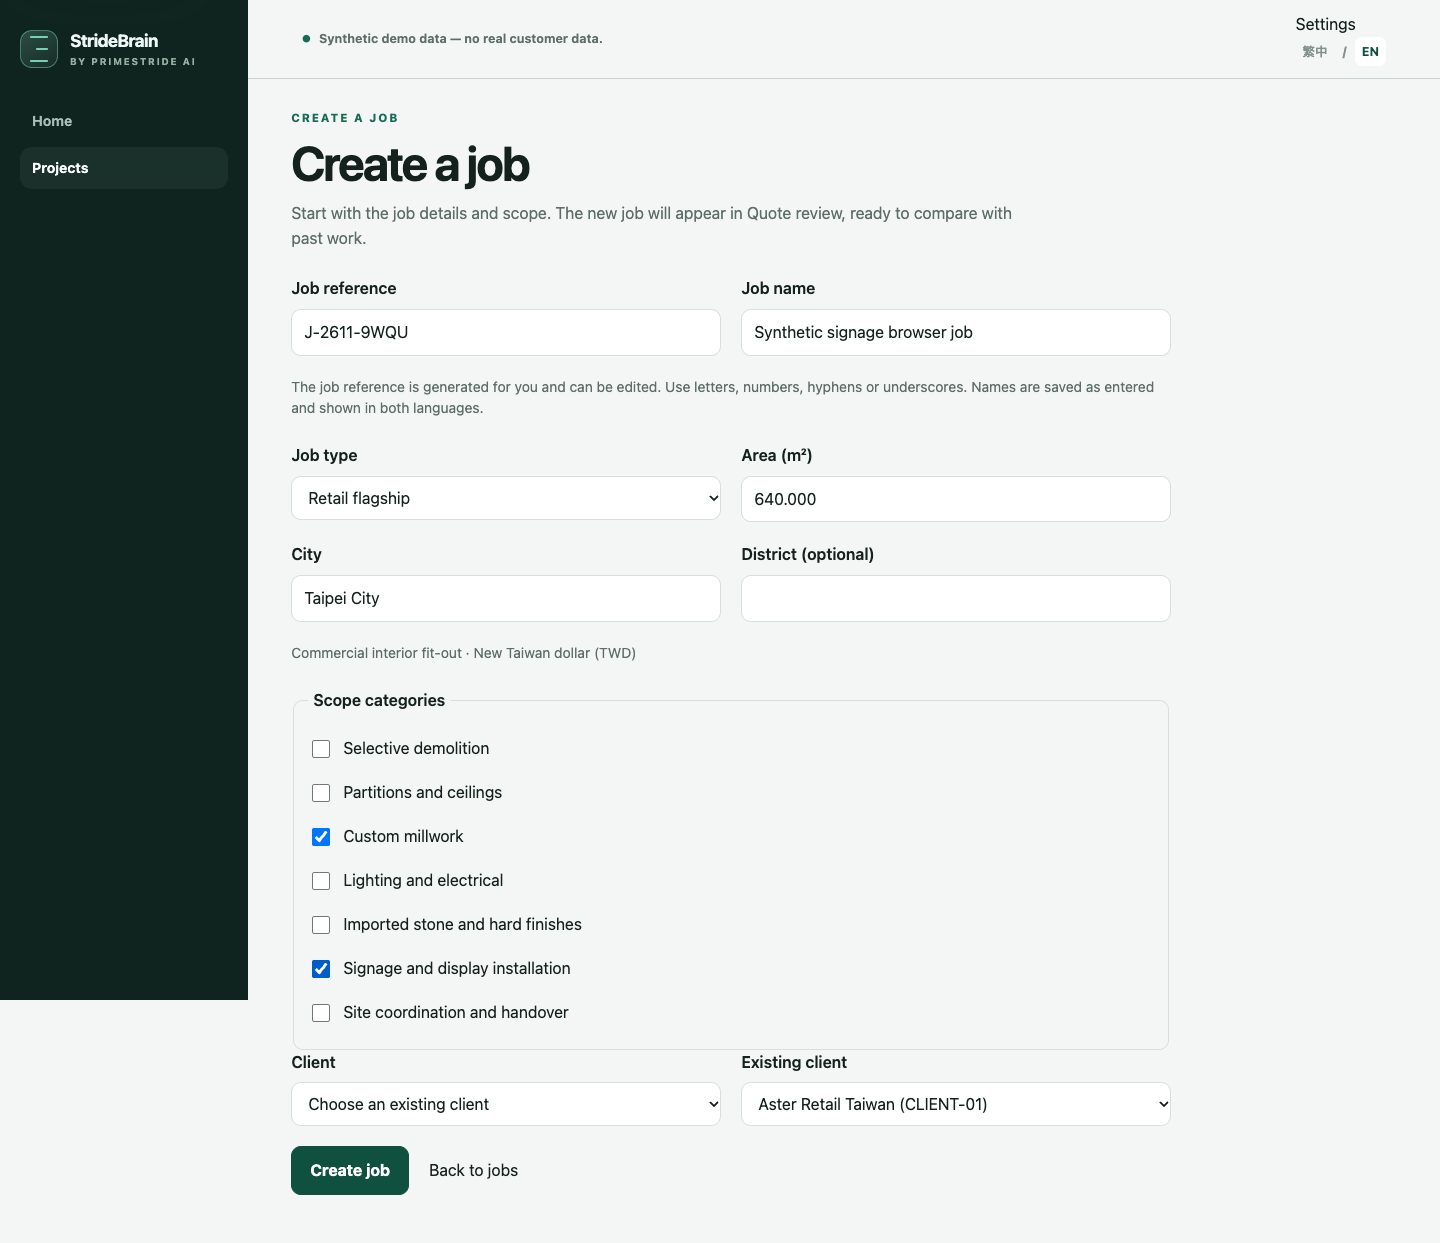 StrideBrain
BY PRIMESTRIDE AI
Home
Projects
Synthetic demo data — no real customer data.
Settings
繁中 / EN
CREATE A JOB
Create a job
Start with the job details and scope. The new job will appear in Quote review, ready to compare with
past work.
Job reference
J-2611-9WQU
Job name
Synthetic signage browser job
The job reference is generated for you and can be edited. Use letters, numbers, hyphens or underscores. Names are saved as entered
and shown in both languages.
Job type
Retail flagship
Area (m²)
640.000
City
Taipei City
District (optional)
Commercial interior fit-out · New Taiwan dollar (TWD)
Scope categories
Selective demolition
Partitions and ceilings
Custom millwork
Lighting and electrical
Imported stone and hard finishes
Signage and display installation
Site coordination and handover
Client
Choose an existing client
Existing client
Aster Retail Taiwan (CLIENT-01)
Create job
Back to jobs